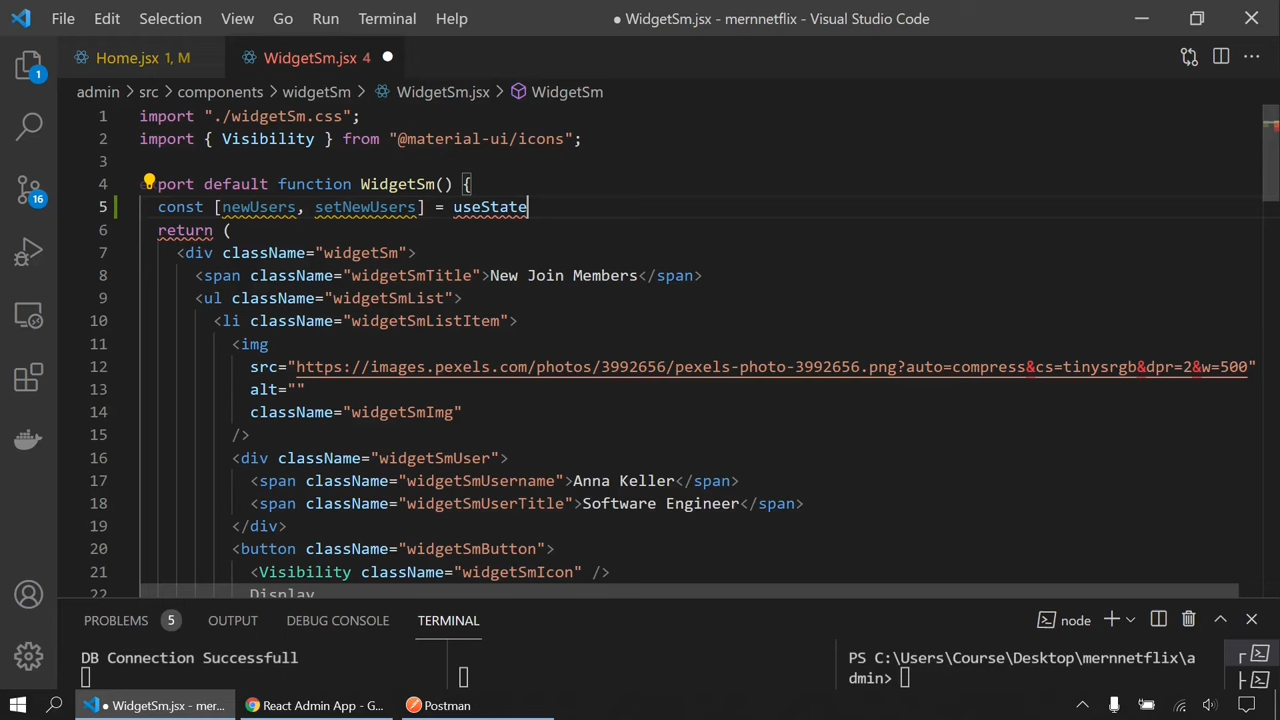 File Edit Selection View Go Run Terminal Help
● WidgetSm.jsx - mernnetflix - Visual Studio Code
Home.jsx 1, M
WidgetSm.jsx 4
admin > src > components > widgetSm > WidgetSm.jsx > WidgetSm
1 import "./widgetSm.css";
2 import { Visibility } from "@material-ui/icons";
3
4 port default function WidgetSm() {
5 const [newUsers, setNewUsers] = useState
6 return (
7 <div className="widgetSm">
8 <span className="widgetSmTitle">New Join Members</span>
9 <ul className="widgetSmList">
10 <li className="widgetSmListItem">
11 <img
12 src="https://images.pexels.com/photos/3992656/pexels-photo-3992656.png?auto=compress&cs=tinysrgb&dpr=2&w=500"
13 alt=""
14 className="widgetSmImg"
15 />
16 <div className="widgetSmUser">
17 <span className="widgetSmUsername">Anna Keller</span>
18 <span className="widgetSmUserTitle">Software Engineer</span>
19 </div>
20 <button className="widgetSmButton">
21 <Visibility className="widgetSmIcon" />
22 Display
1
16
PROBLEMS 5 OUTPUT DEBUG CONSOLE TERMINAL
node
DB Connection Successfull
PS C:\Users\Course\Desktop\mernnetflix\a
dmin>
● WidgetSm.jsx - mer...
React Admin App - G...
Postman